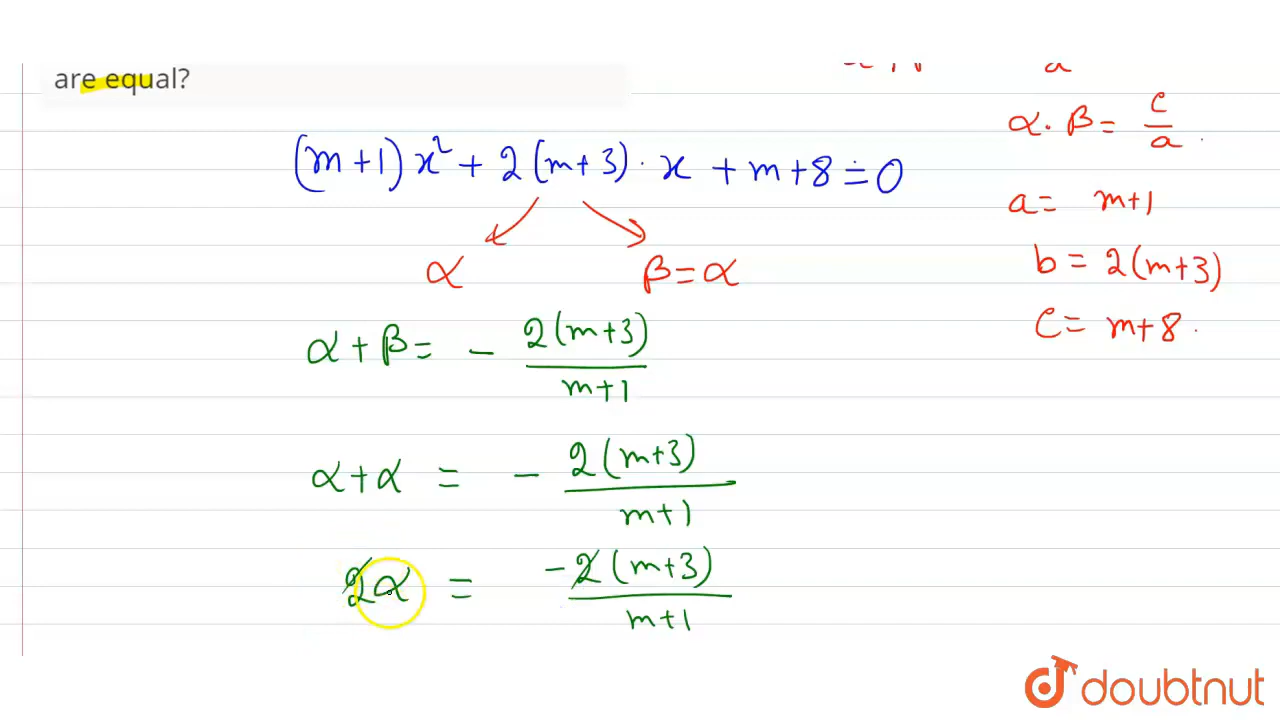 are equal?
(m+1)x²+2(m+3)·x+m+8=0
α β=α
α+β= -2(m+3)/m+1
α+α = -2(m+3)/m+1
2α = -2(m+3)/m+1
a
α·β= c/a
a= m+1
b=2(m+3)
c= m+8
doubtnut